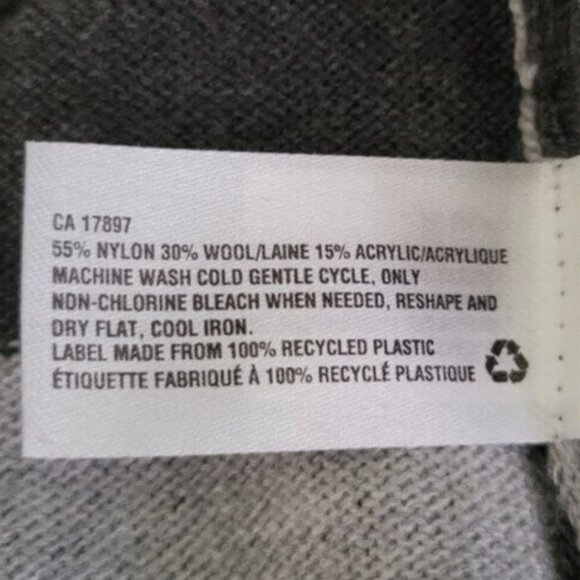 CA 17897
55% NYLON 30% WOOL/LAINE 15% ACRYLIC/ACRYLIQUE
MACHINE WASH COLD GENTLE CYCLE, ONLY
NON-CHLORINE BLEACH WHEN NEEDED, RESHAPE AND
DRY FLAT, COOL IRON.
LABEL MADE FROM 100% RECYCLED PLASTIC
ÉTIQUETTE FABRIQUÉ À 100% RECYCLÉ PLASTIQUE